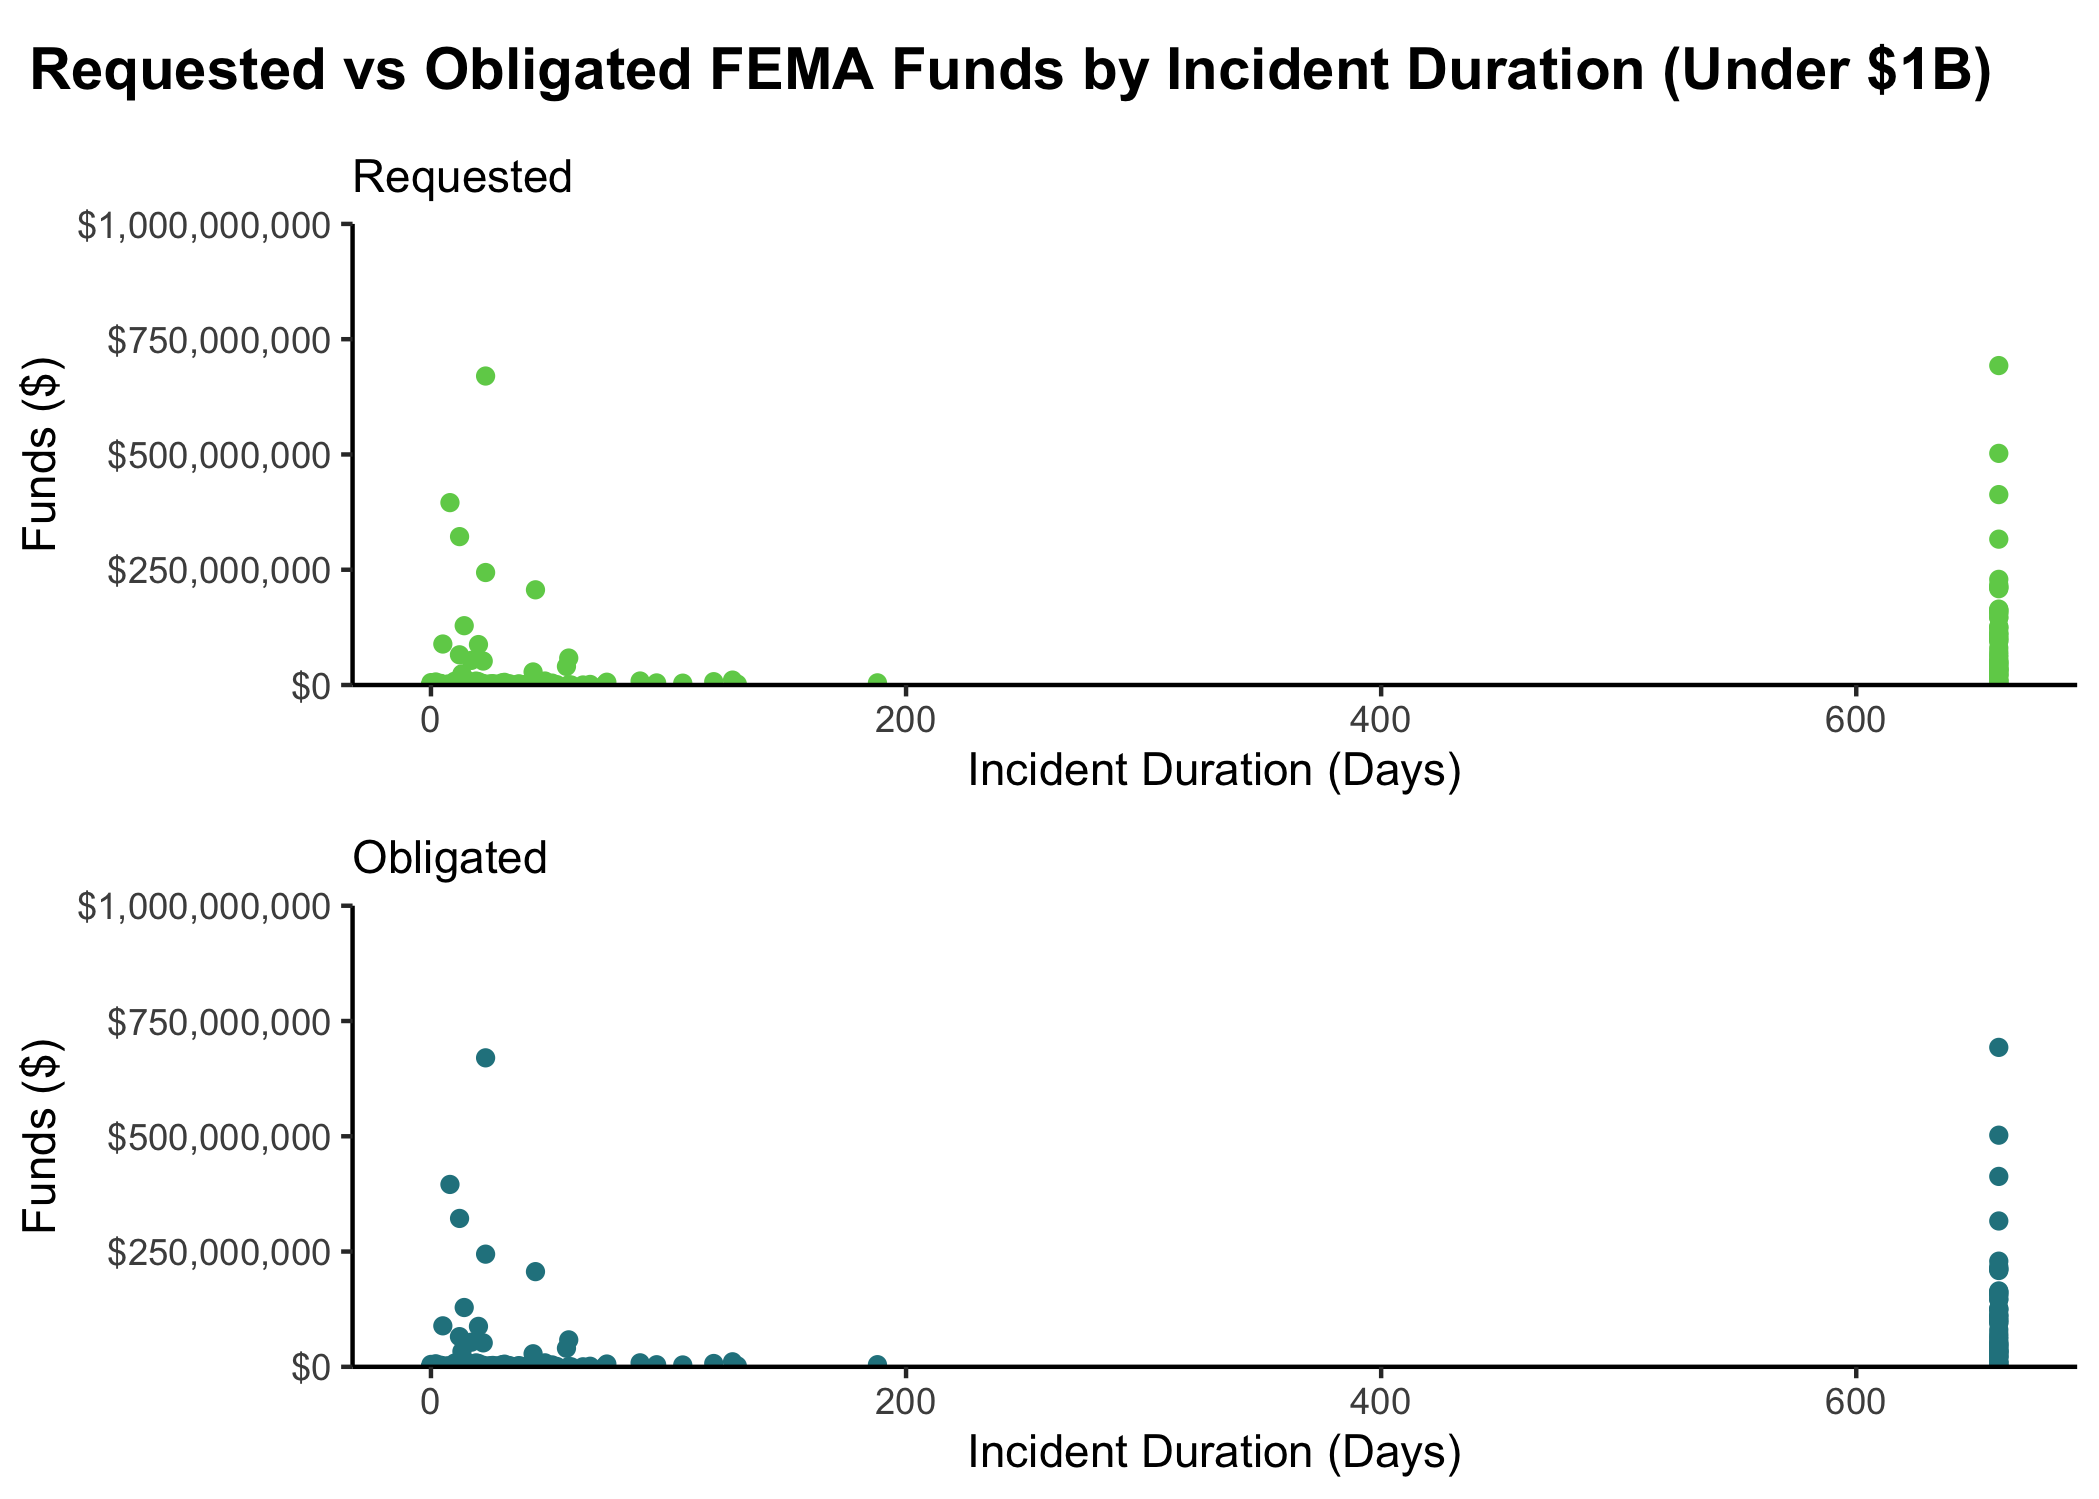 Requested vs Obligated FEMA Funds by Incident Duration (Under $1B)
Requested
Funds ($)
$1,000,000,000
$750,000,000
$500,000,000
$250,000,000
$0
0 200 400 600
Incident Duration (Days)
Obligated
Funds ($)
$1,000,000,000
$750,000,000
$500,000,000
$250,000,000
$0
0 200 400 600
Incident Duration (Days)